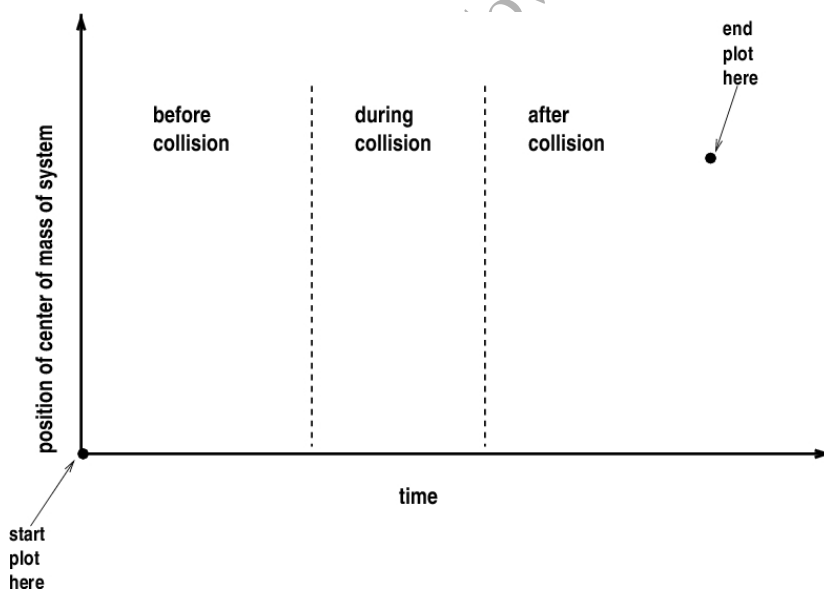 end
plot
here
before
collision
during
collision
after
collision
position of center of mass of system
time
start
plot
here